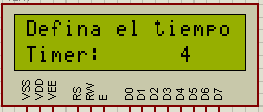 Defina el tiempo
Timer: 4
VSS VDD VEE RS RW E D0 D1 D2 D3 D4 D5 D6 D7